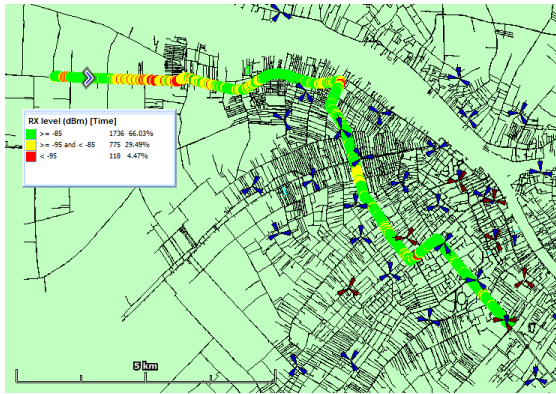 RX level (dBm) [Time]
>= -85 1736 66.03%
>= -95 and < -85 775 29.49%
< -95 118 4.47%
5 km